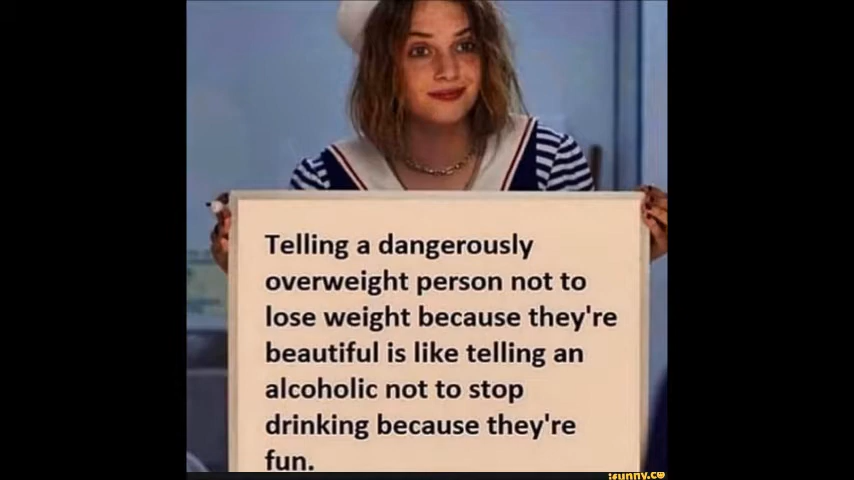 Telling a dangerously
overweight person not to
lose weight because they're
beautiful is like telling an
alcoholic not to stop
drinking because they're
fun.
ifunny.co